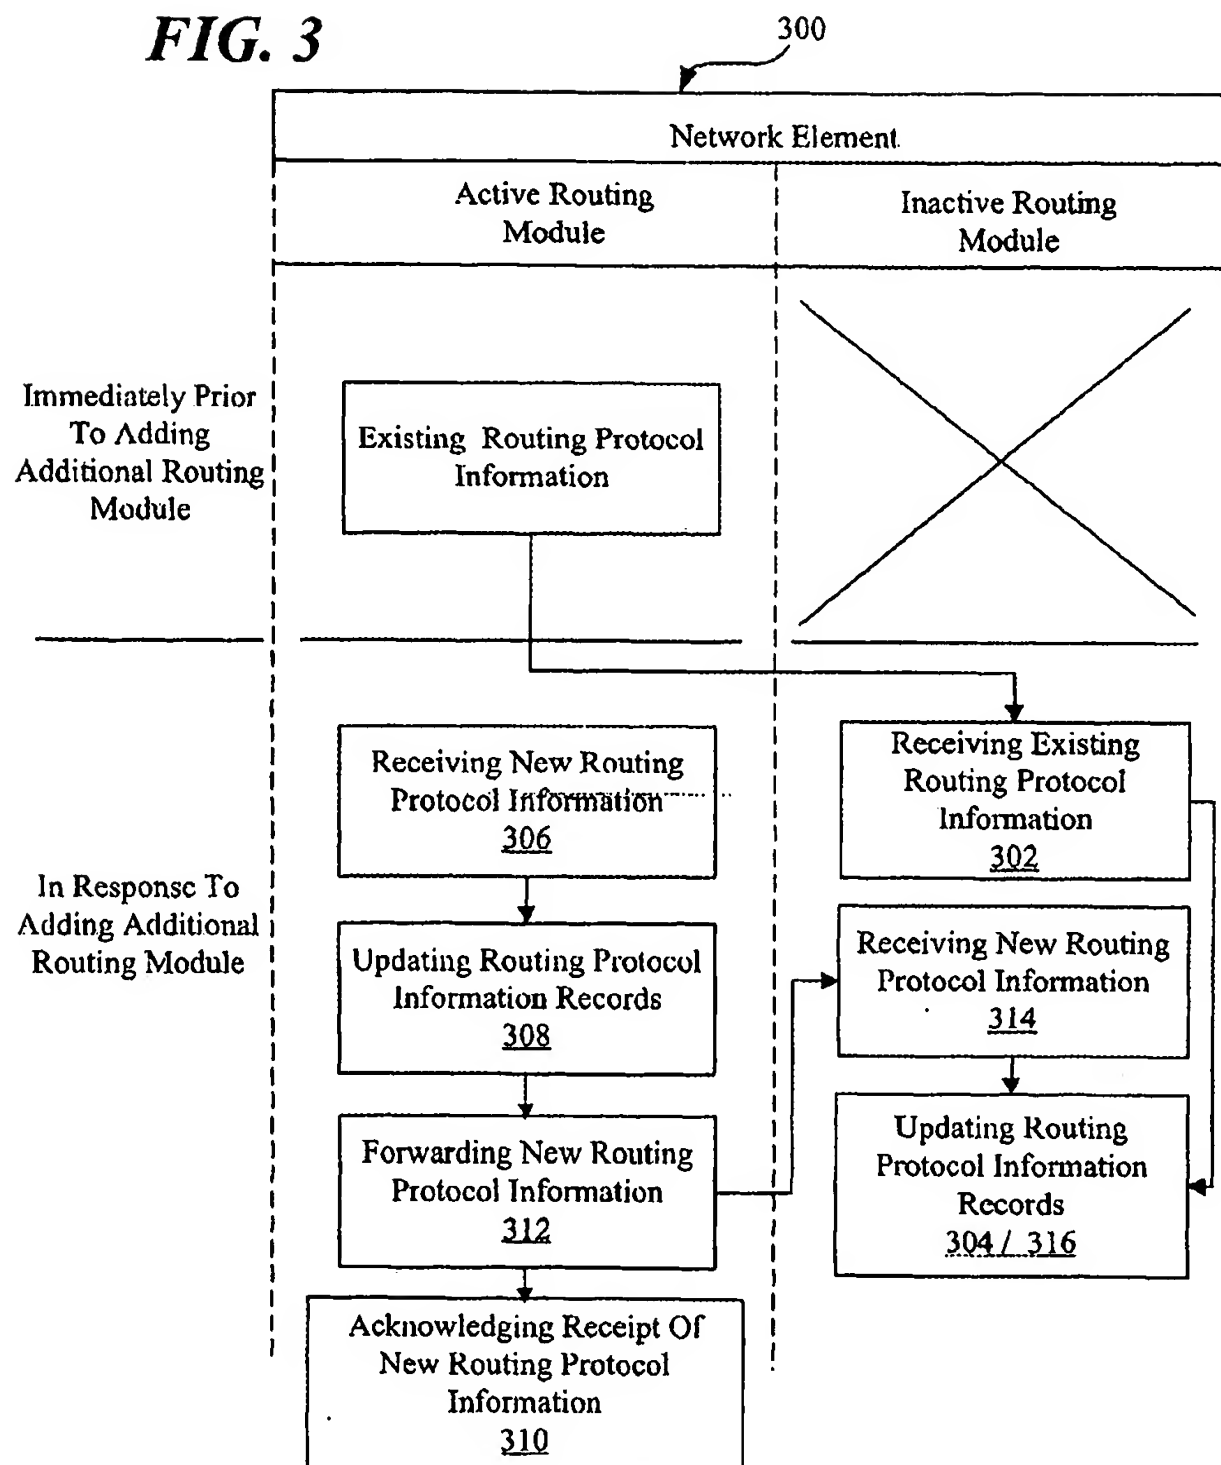 FIG. 3
300
Network Element
Active Routing
Module
Inactive Routing
Module
Immediately Prior
To Adding
Additional Routing
Module
Existing Routing Protocol
Information
In Response To
Adding Additional
Routing Module
Receiving New Routing
Protocol Information
306
Updating Routing Protocol
Information Records
308
Forwarding New Routing
Protocol Information
312
Acknowledging Receipt Of
New Routing Protocol
Information
310
Receiving Existing
Routing Protocol
Information
302
Receiving New Routing
Protocol Information
314
Updating Routing
Protocol Information
Records
304 / 316